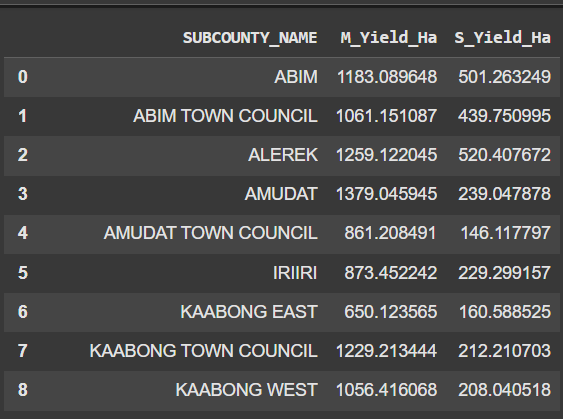 SUBCOUNTY_NAME M_Yield_Ha S_Yield_Ha
0 ABIM 1183.089648 501.263249
1 ABIM TOWN COUNCIL 1061.151087 439.750995
2 ALEREK 1259.122045 520.407672
3 AMUDAT 1379.045945 239.047878
4 AMUDAT TOWN COUNCIL 861.208491 146.117797
5 IRIIRI 873.452242 229.299157
6 KAABONG EAST 650.123565 160.588525
7 KAABONG TOWN COUNCIL 1229.213444 212.210703
8 KAABONG WEST 1056.416068 208.040518